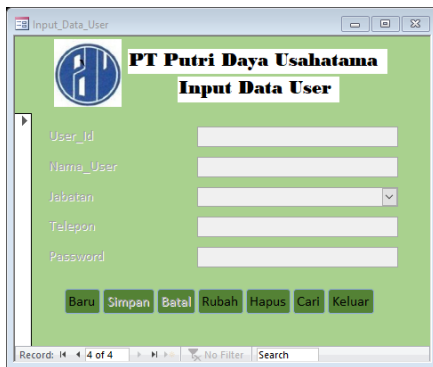 Input_Data_User
PT Putri Daya Usahatama
Input Data User
User_Id
Nama_User
Jabatan
Telepon
Password
Baru Simpan Batal Rubah Hapus Cari Keluar
Record: 4 of 4 No Filter Search